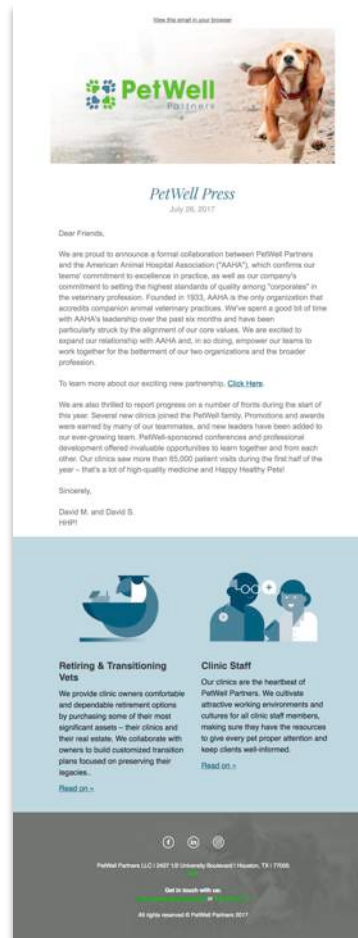 View this email in your browser
PetWell
Partners
PetWell Press
July 26, 2017
Dear Friends,
We are proud to announce a formal collaboration between PetWell Partners
and the American Animal Hospital Association ("AAHA"), which confirms our
teams' commitment to excellence in practice, as well as our company's
commitment to setting the highest standards of quality among "corporates" in
the veterinary profession. Founded in 1933, AAHA is the only organization that
accredits companion animal veterinary practices. We've spent a good bit of time
with AAHA's leadership over the past six months and have been
particularly struck by the alignment of our core values. We are excited to
expand our relationship with AAHA and, in so doing, empower our teams to
work together for the betterment of our two organizations and the broader
profession.
To learn more about our exciting new partnership, Click Here.
We are also thrilled to report progress on a number of fronts during the start of
this year. Several new clinics joined the PetWell family. Promotions and awards
were earned by many of our teammates, and new leaders have been added to
our ever-growing team. PetWell-sponsored conferences and professional
development offered invaluable opportunities to learn together and from each
other. Our clinics saw more than 85,000 patient visits during the first half of the
year – that's a lot of high-quality medicine and Happy Healthy Pets!
Sincerely,
David M. and David S.
HHP!
Retiring & Transitioning
Vets
We provide clinic owners comfortable
and dependable retirement options
by purchasing some of their most
significant assets – their clinics and
their real estate. We collaborate with
owners to build customized transition
plans focused on preserving their
legacies..
Read on »
Clinic Staff
Our clinics are the heartbeat of
PetWell Partners. We cultivate
attractive working environments and
cultures for all clinic staff members,
making sure they have the resources
to give every pet proper attention and
keep clients well-informed.
Read on »
PetWell Partners LLC | 2437 1/2 University Boulevard | Houston, TX | 77005
Get in touch with us:
or
All rights reserved © PetWell Partners 2017